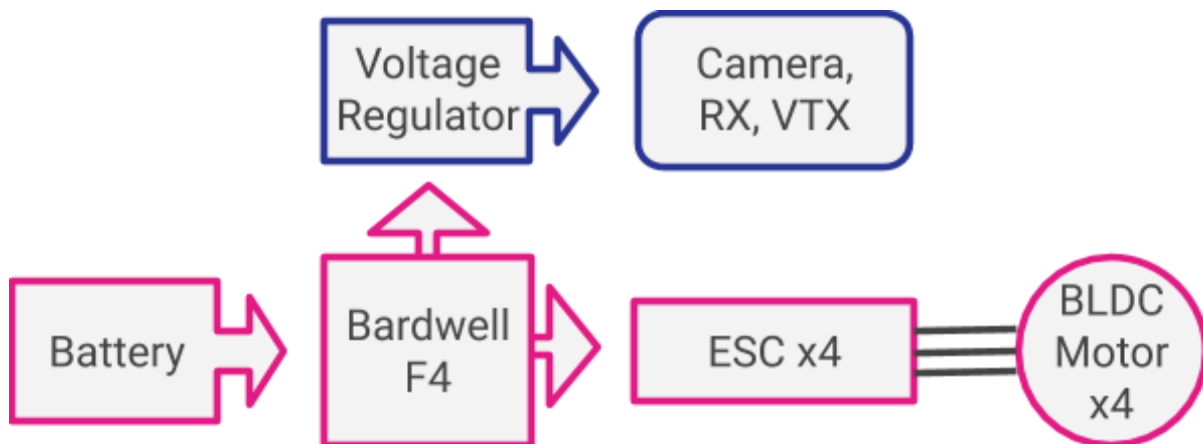 Voltage
Regulator
Camera,
RX, VTX
Battery
Bardwell
F4
ESC x4
BLDC
Motor
x4